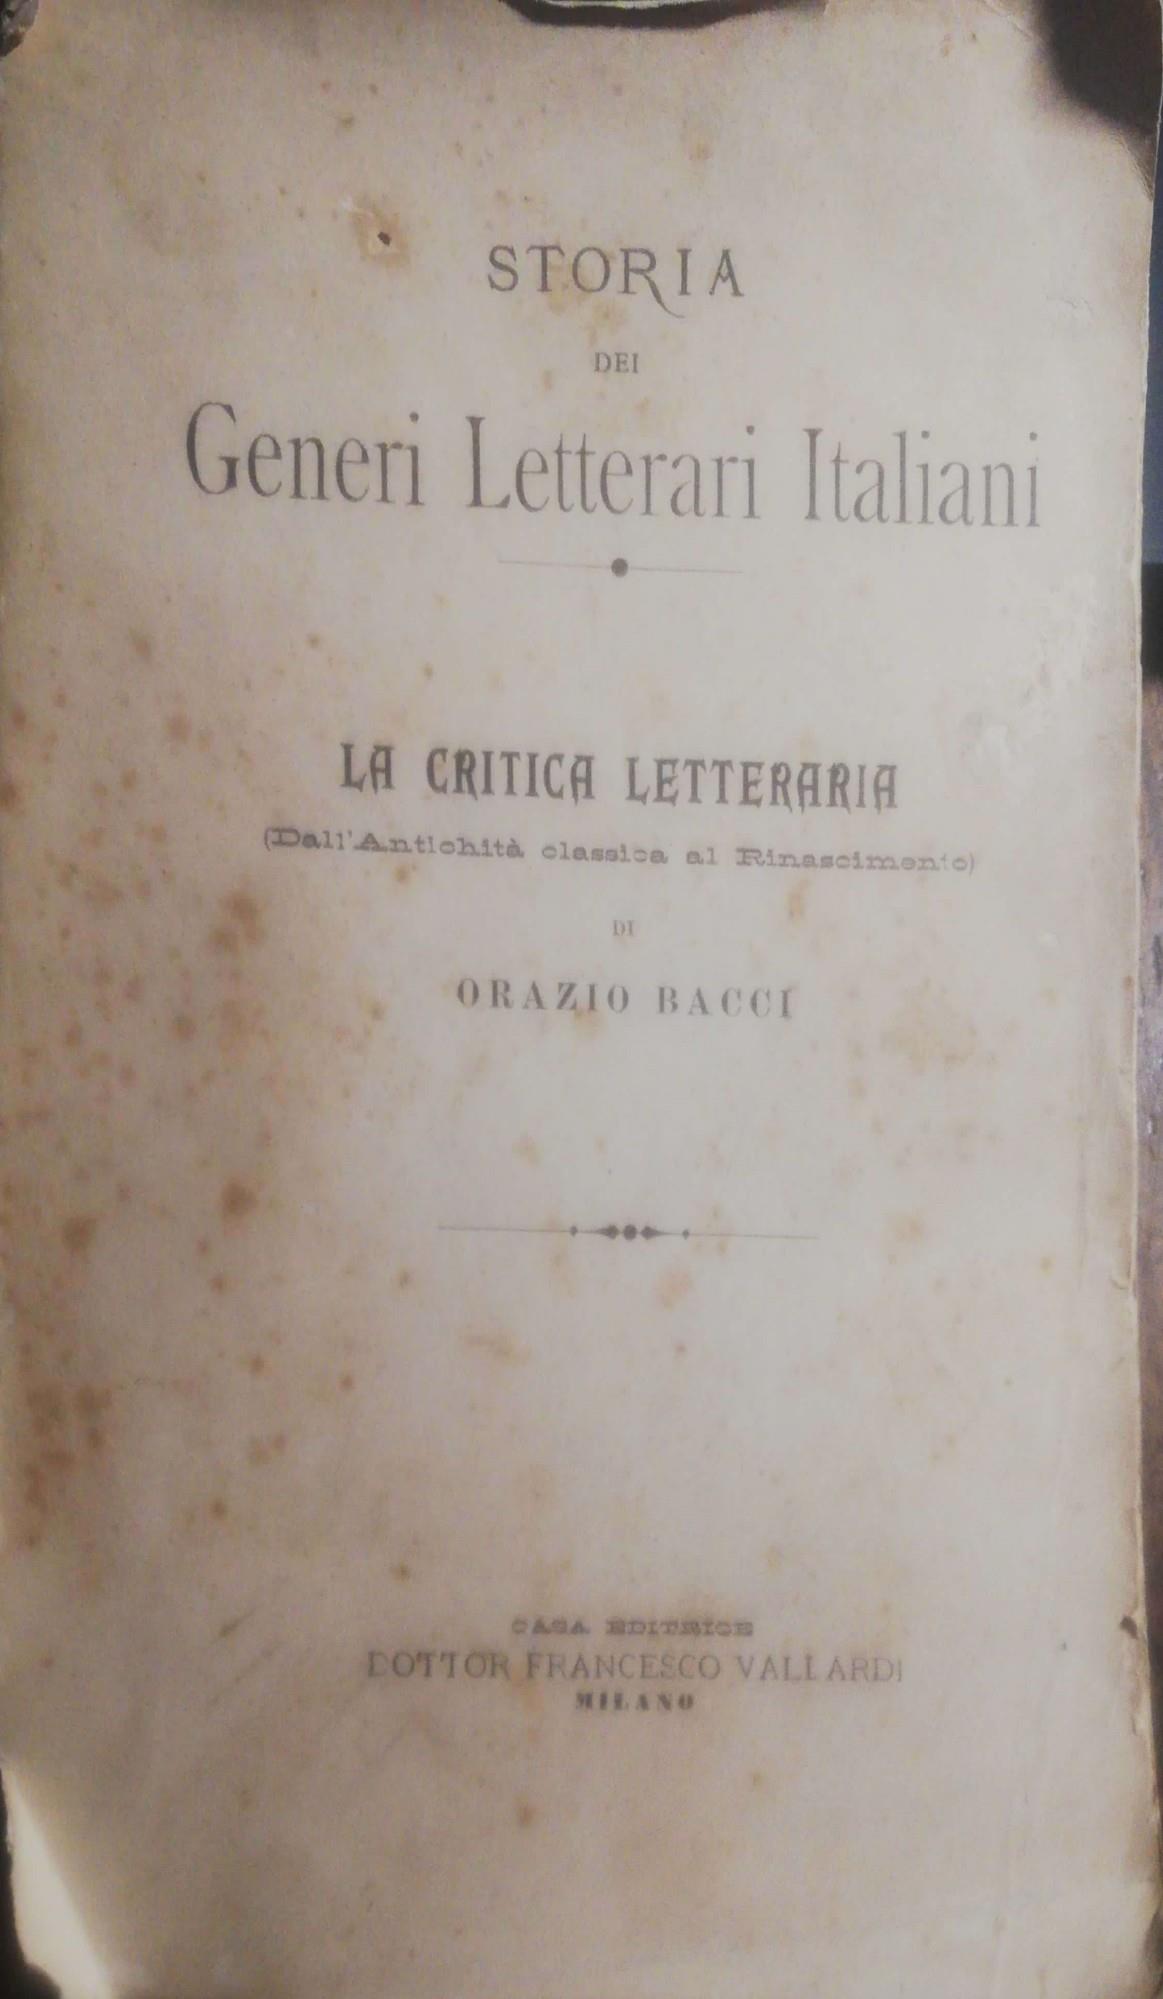 STORIA
DEI
Generi Letterari Italiani
LA CRITICA LETTERARIA
(Dall'Antichità classica al Rinascimento)
DI
ORAZIO BACCI
CASA EDITRICE
DOTTOR FRANCESCO VALLARDI
MILANO